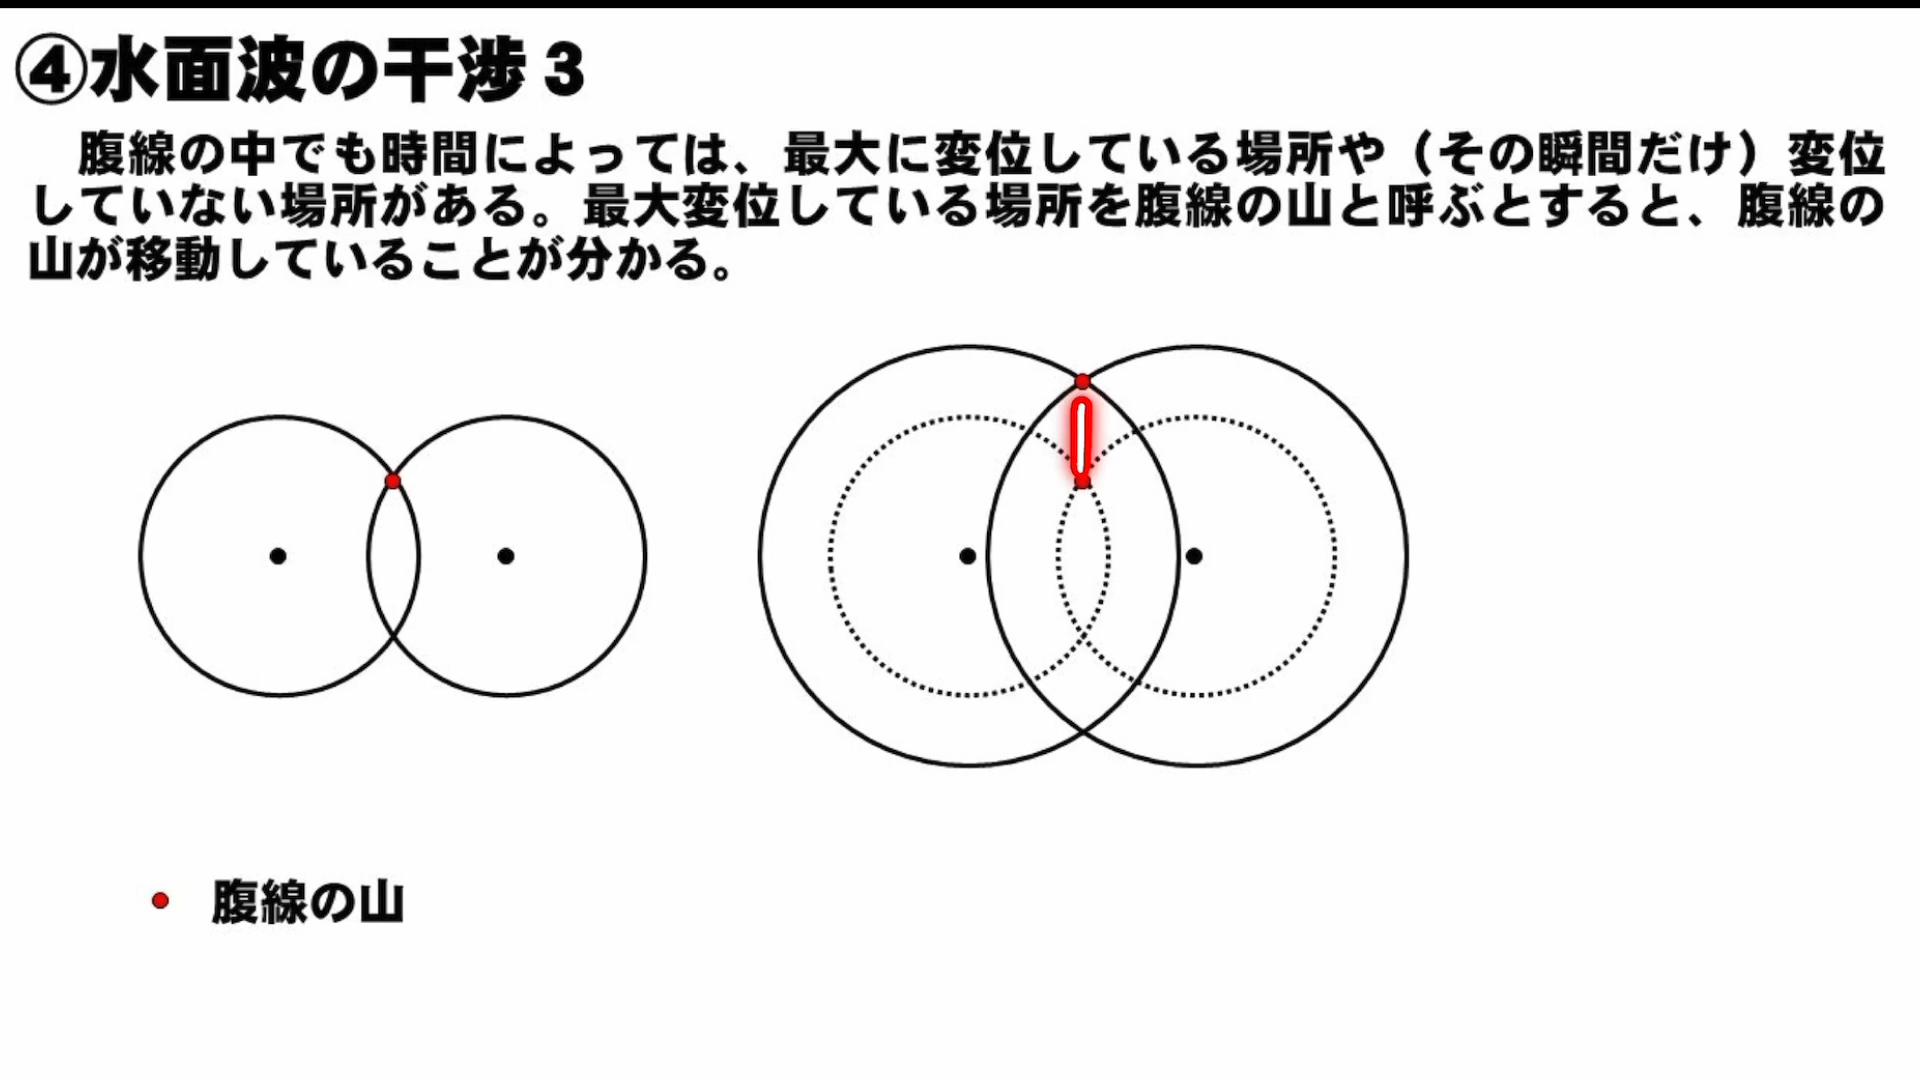 ④水面波の干渉３
腹線の中でも時間によっては、最大に変位している場所や（その瞬間だけ）変位
していない場所がある。最大変位している場所を腹線の山と呼ぶとすると、腹線の
山が移動していることが分かる。
腹線の山